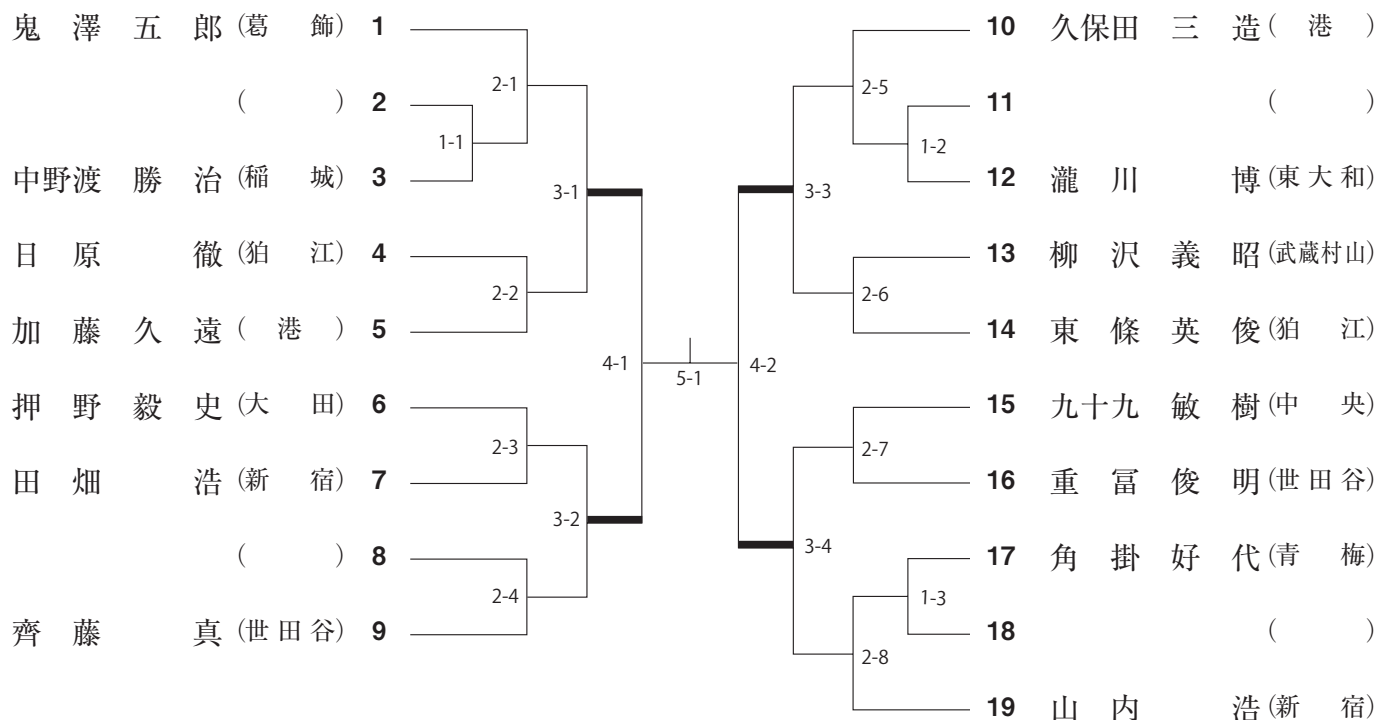 鬼澤五郎(葛飾) 1
( ) 2
中野渡勝治(稲城) 3
日原徹(狛江) 4
加藤久遠(港) 5
押野毅史(大田) 6
田畑浩(新宿) 7
( ) 8
齊藤真(世田谷) 9
2-1
1-1
3-1
2-2
4-1
2-3
3-2
2-4
5-1
10 久保田三造(港)
11 ( )
12 瀧川博(東大和)
13 柳沢義昭(武蔵村山)
14 東條英俊(狛江)
15 九十九敏樹(中央)
16 重冨俊明(世田谷)
17 角掛好代(青梅)
18 ( )
19 山内浩(新宿)
2-5
1-2
3-3
2-6
4-2
2-7
3-4
1-3
2-8